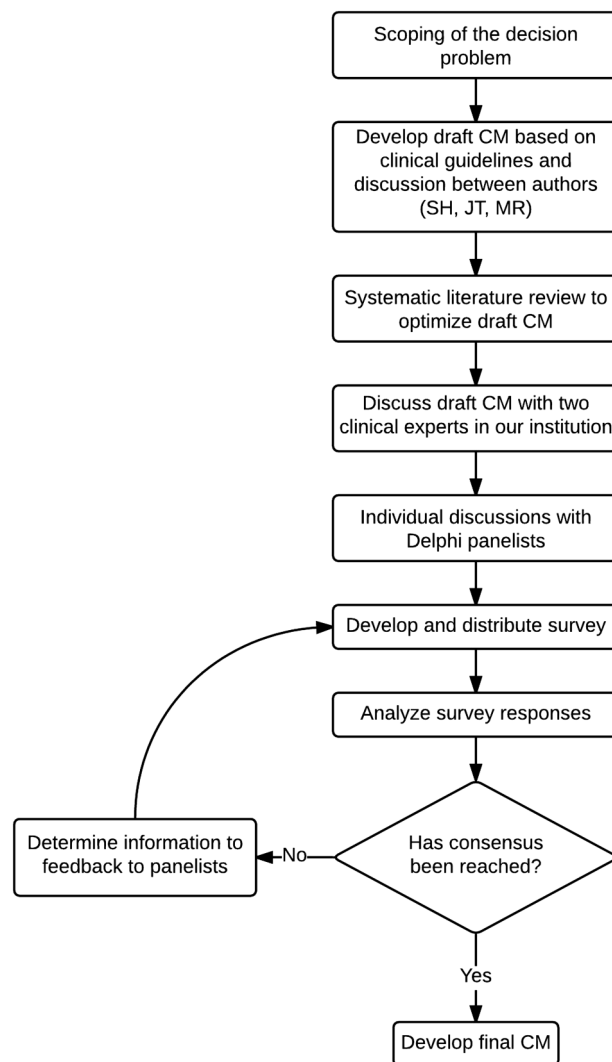 Scoping of the decision
problem
Develop draft CM based on
clinical guidelines and
discussion between authors
(SH, JT, MR)
Systematic literature review to
optimize draft CM
Discuss draft CM with two
clinical experts in our institution
Individual discussions with
Delphi panelists
Develop and distribute survey
Analyze survey responses
Has consensus
been reached?
No
Determine information to
feedback to panelists
Yes
Develop final CM